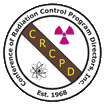 Conference of Radiation Control Program Directors, Inc.
CRCPD
Est. 1968